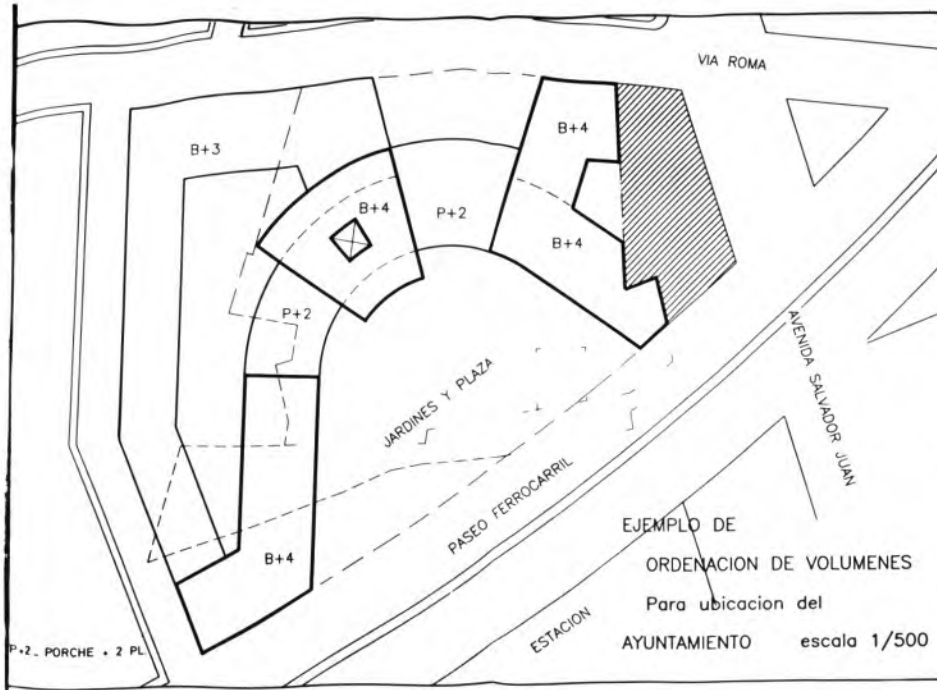 VIA ROMA
B+3
B+4
B+4
P+2
B+4
P+2
JARDINES Y PLAZA
AVENIDA SALVADOR JUAN
PASEO FERROCARRIL
B+4
ESTACION
EJEMPLO DE
ORDENACION DE VOLUMENES
Para ubicacion del
AYUNTAMIENTO escala 1/500
P+2_ PORCHE + 2 PL.